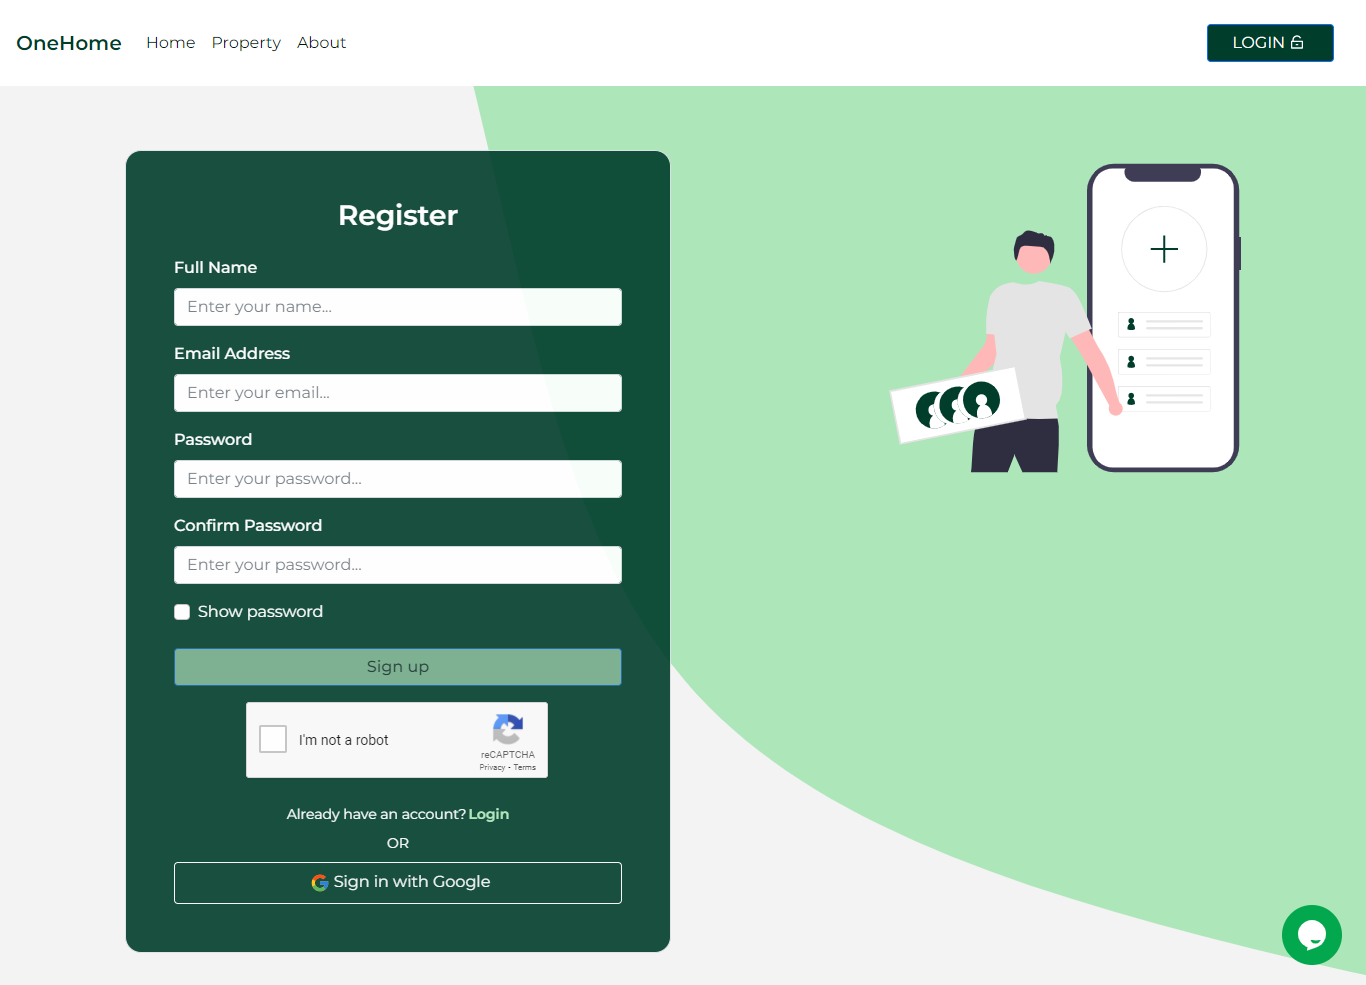 OneHome Home Property About LOGIN
Register
Full Name
Enter your name...
Email Address
Enter your email...
Password
Enter your password...
Confirm Password
Enter your password...
Show password
Sign up
I'm not a robot
reCAPTCHA
Privacy - Terms
Already have an account? Login
OR
Sign in with Google